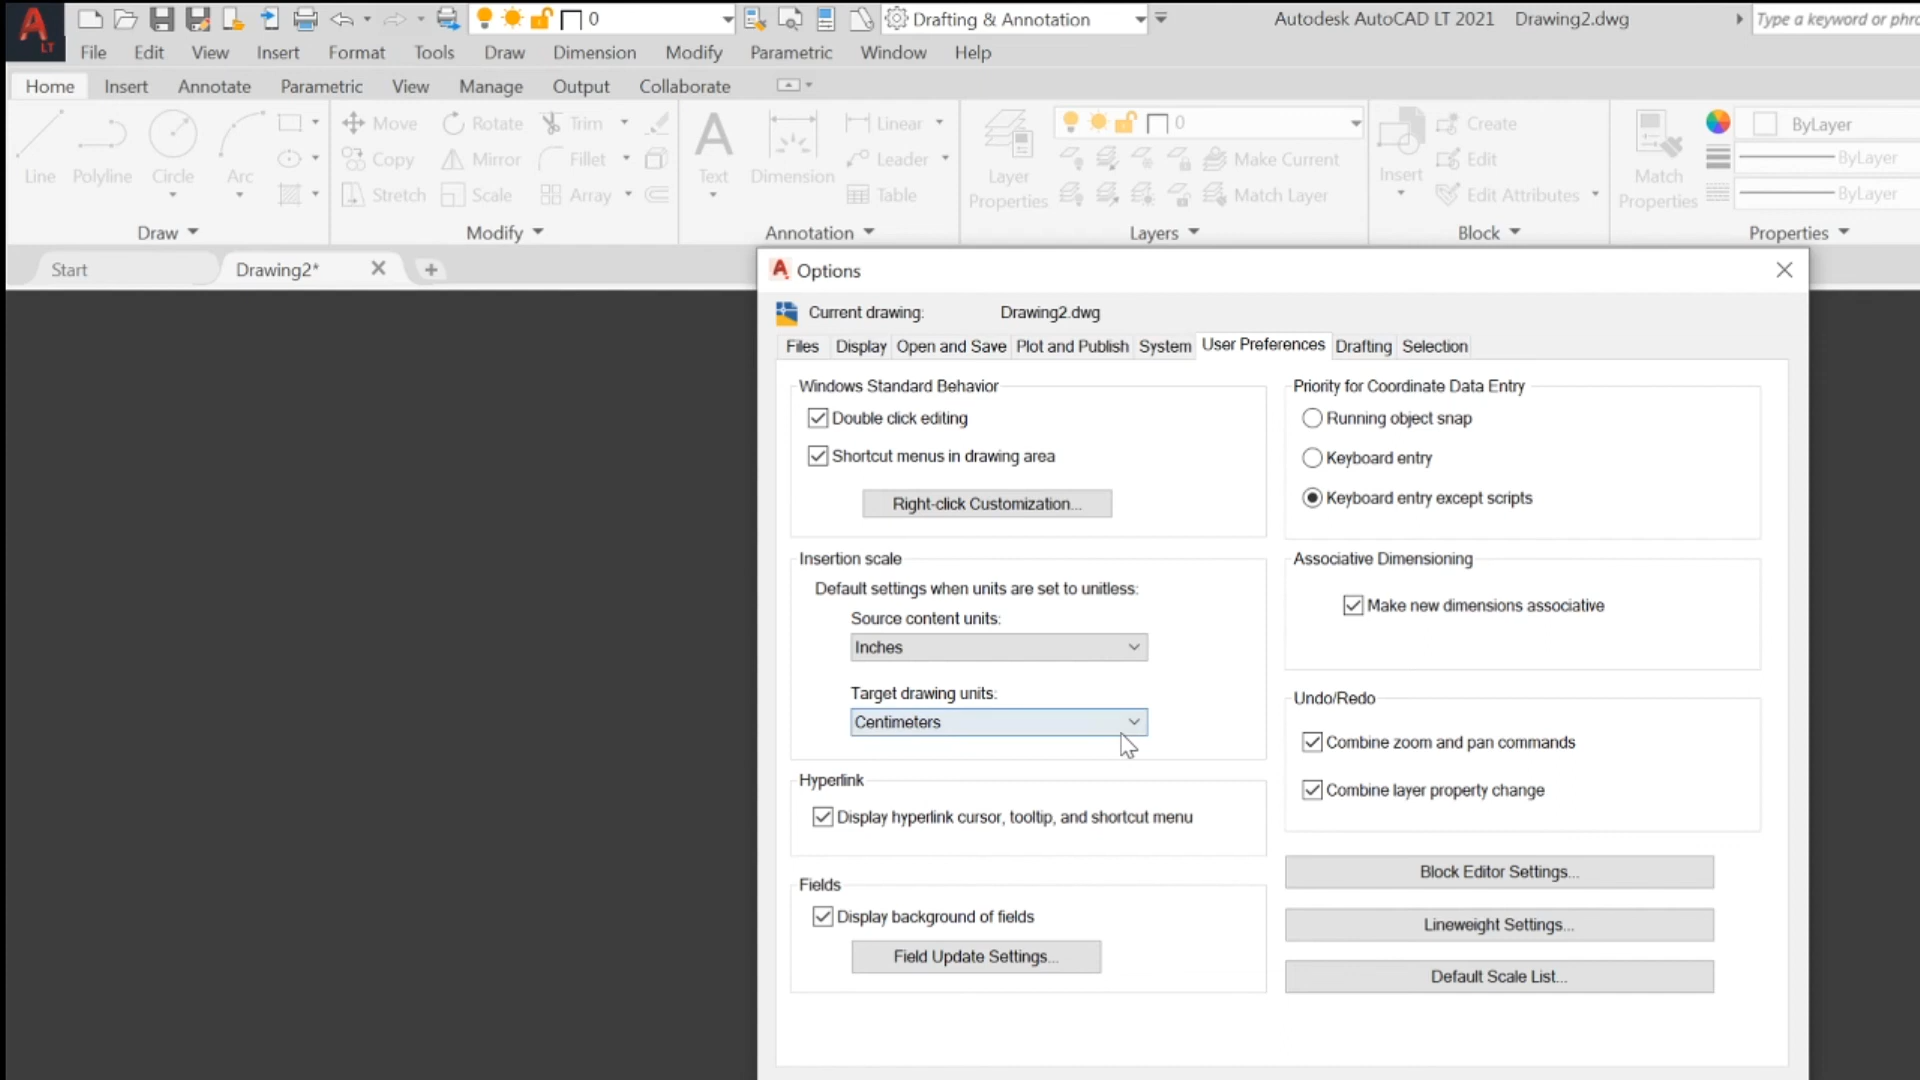 0
Drafting & Annotation
Autodesk AutoCAD LT 2021 Drawing2.dwg
Type a keyword or phr
LT
File Edit View Insert Format Tools Draw Dimension Modify Parametric Window Help
Home Insert Annotate Parametric View Manage Output Collaborate
Line
Polyline
Circle
Arc
Draw
Move Rotate Trim
Copy Mirror Fillet
Stretch Scale Array
Modify
Text
Dimension
Linear
Leader
Table
Annotation
Layer
Properties
0
Make Current
Match Layer
Layers
Insert
Create
Edit
Edit Attributes
Block
Match
Properties
ByLayer
ByLayer
ByLayer
Properties
Start
Drawing2*
Options
Current drawing: Drawing2.dwg
Files Display Open and Save Plot and Publish System User Preferences Drafting Selection
Windows Standard Behavior
Double click editing
Shortcut menus in drawing area
Right-click Customization...
Insertion scale
Default settings when units are set to unitless:
Source content units:
Inches
Target drawing units:
Centimeters
Hyperlink
Display hyperlink cursor, tooltip, and shortcut menu
Fields
Display background of fields
Field Update Settings...
Priority for Coordinate Data Entry
Running object snap
Keyboard entry
Keyboard entry except scripts
Associative Dimensioning
Make new dimensions associative
Undo/Redo
Combine zoom and pan commands
Combine layer property change
Block Editor Settings...
Lineweight Settings...
Default Scale List...